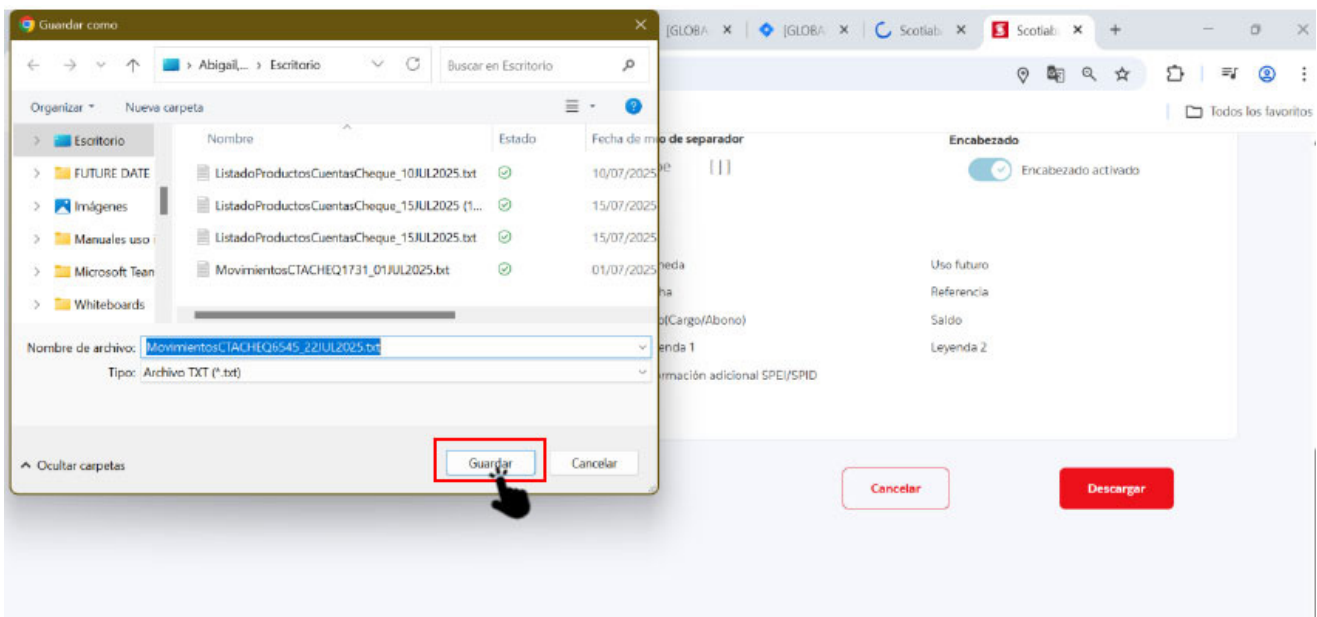 Guardar como
[GLOBA
[GLOBA
Scotiab
Scotiab
Abigail,... > Escritorio
Buscar en Escritorio
Organizar
Nueva carpeta
Todos los favoritos
Escritorio
Nombre
Estado
Fecha de m
o de separador
Encabezado
FUTURE DATE
ListadoProductosCuentasCheque_10JUL2025.txt
10/07/2025
[|]
Encabezado activado
Imágenes
ListadoProductosCuentasCheque_15JUL2025 (1...
15/07/2025
Manuales uso
ListadoProductosCuentasCheque_15JUL2025.txt
15/07/2025
Microsoft Team
MovimientosCTACHEQ1731_01JUL2025.txt
01/07/2025
neda
Uso futuro
Whiteboards
ha
Referencia
o(Cargo/Abono)
Saldo
Nombre de archivo:
MovimientosCTACHEQ6545_22JUL2025.txt
enda 1
Leyenda 2
Tipo:
Archivo TXT (*.txt)
rmación adicional SPEI/SPID
Ocultar carpetas
Guardar
Cancelar
Cancelar
Descargar